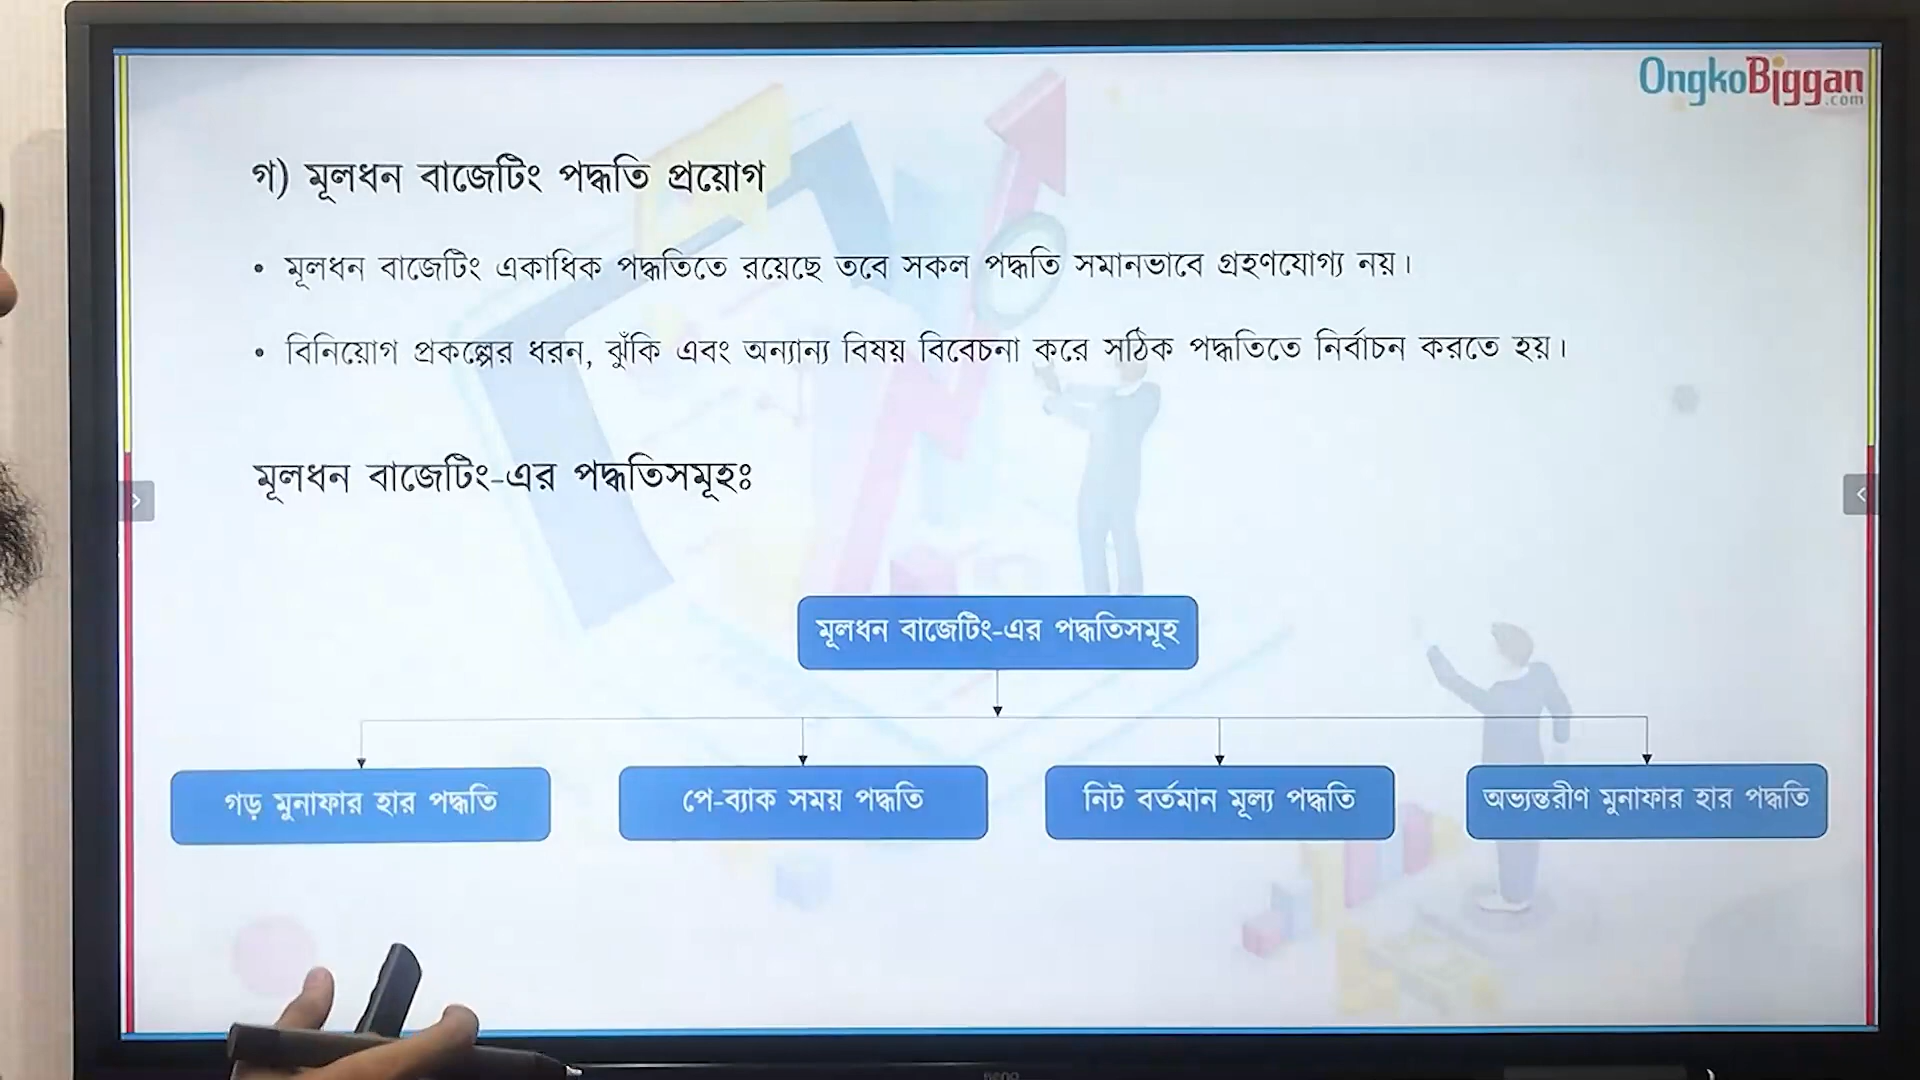 OngkoBiggan
.com
গ) মূলধন বাজেটিং পদ্ধতি প্রয়োগ
• মূলধন বাজেটিং একাধিক পদ্ধতিতে রয়েছে তবে সকল পদ্ধতি সমানভাবে গ্রহণযোগ্য নয়।
• বিনিয়োগ প্রকল্পের ধরন, ঝুঁকি এবং অন্যান্য বিষয় বিবেচনা করে সঠিক পদ্ধতিতে নির্বাচন করতে হয়।
মূলধন বাজেটিং-এর পদ্ধতিসমূহঃ
মূলধন বাজেটিং-এর পদ্ধতিসমূহ
গড় মুনাফার হার পদ্ধতি
পে-ব্যাক সময় পদ্ধতি
নিট বর্তমান মূল্য পদ্ধতি
অভ্যন্তরীণ মুনাফার হার পদ্ধতি